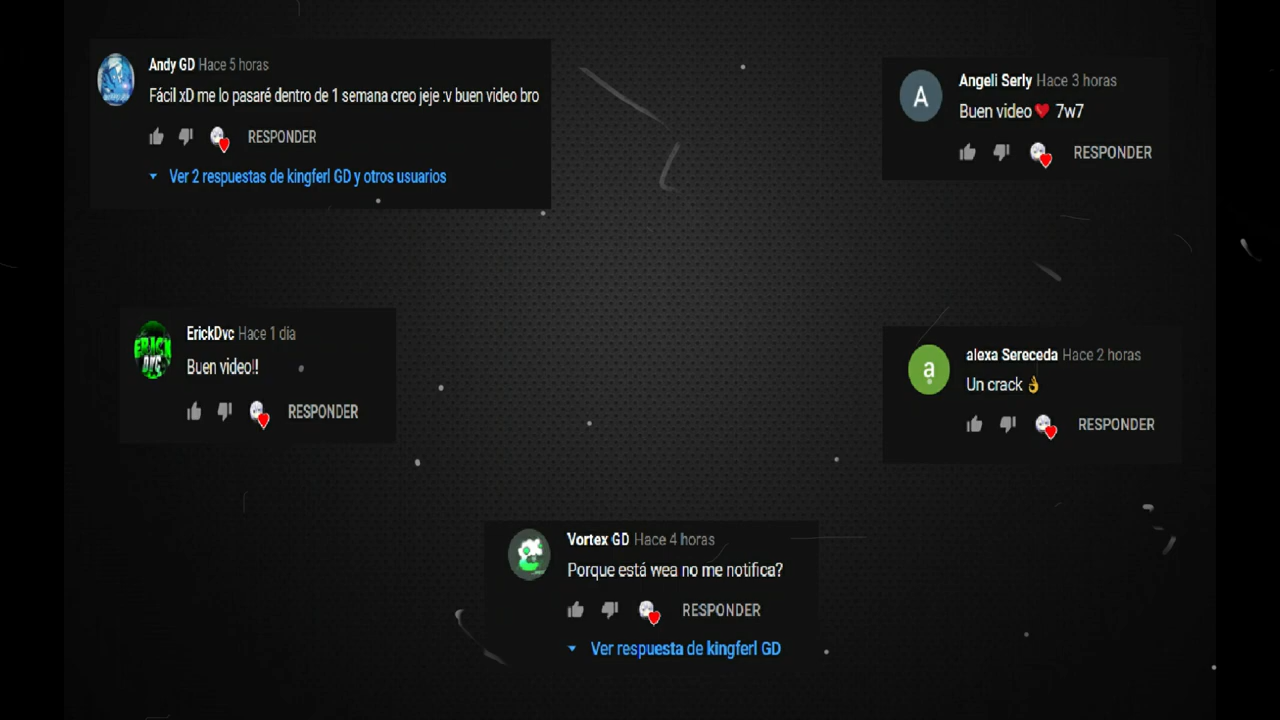 Andy GD Hace 5 horas
Fácil xD me lo pasaré dentro de 1 semana creo jeje :v buen video bro
RESPONDER
Ver 2 respuestas de kingferl GD y otros usuarios
A
Angeli Serly Hace 3 horas
Buen video❤️ 7w7
RESPONDER
ErickDvc Hace 1 día
Buen video!!
RESPONDER
a
alexa Sereceda Hace 2 horas
Un crack👌
RESPONDER
Vortex GD Hace 4 horas
Porque está wea no me notifica?
RESPONDER
Ver respuesta de kingferl GD